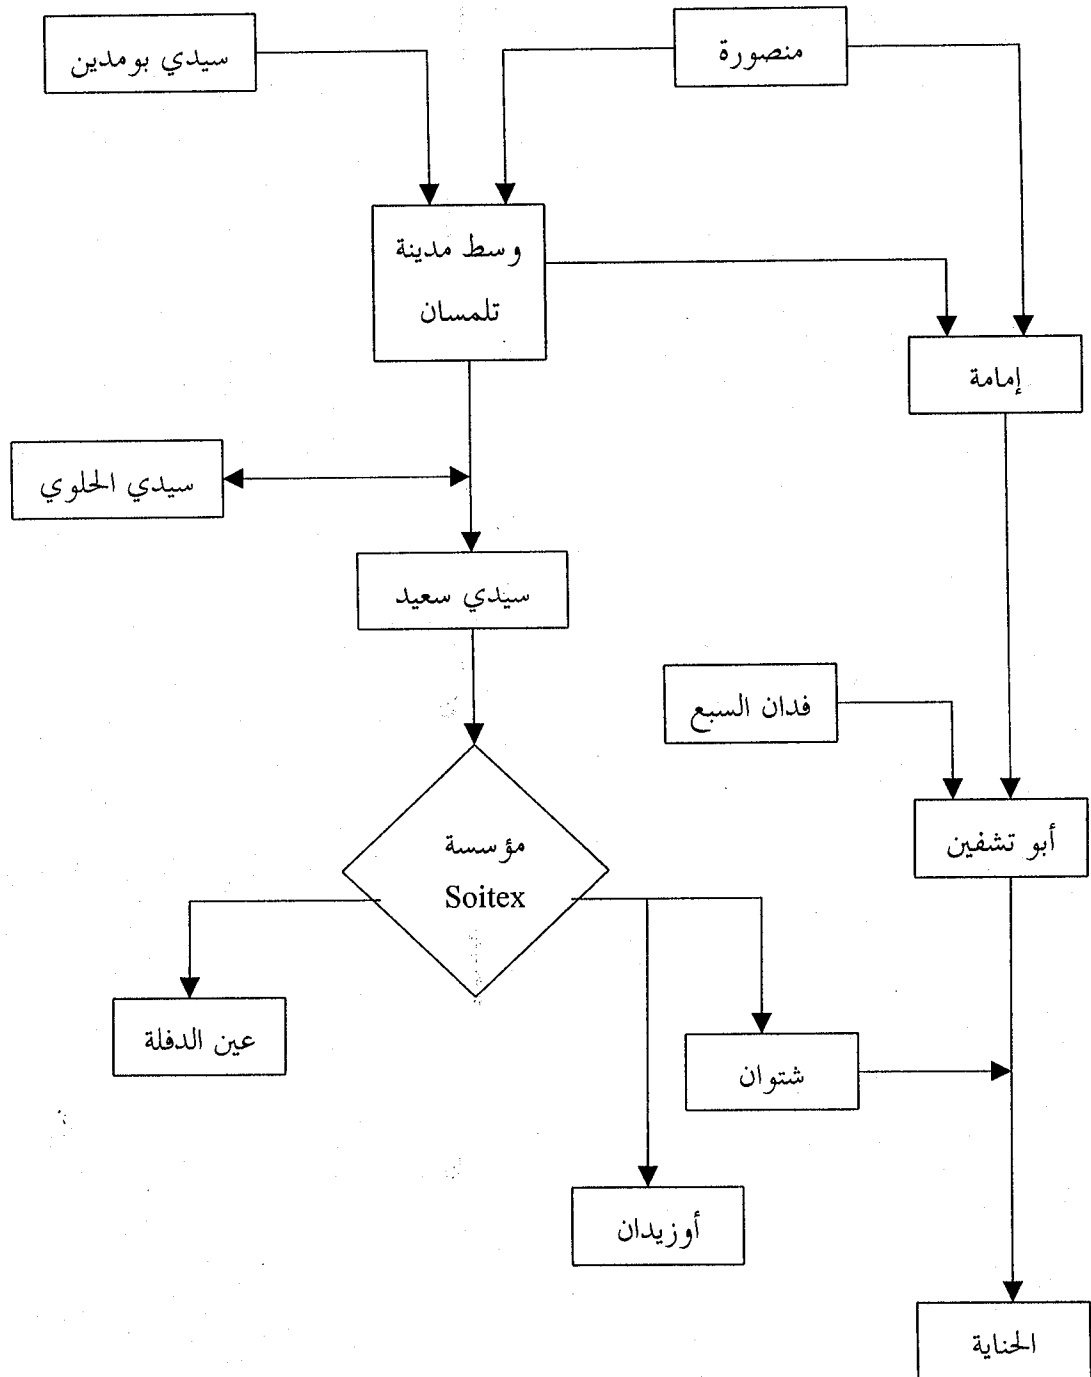 منصورة
سيدي بومدين
وسط مدينة
تلمسان
إمامة
سيدي الحلوي
سيدي سعيد
فدان السبع
أبو تشفين
مؤسسة
Soitex
عين الدفلة
شتوان
أوزيدان
الحناية